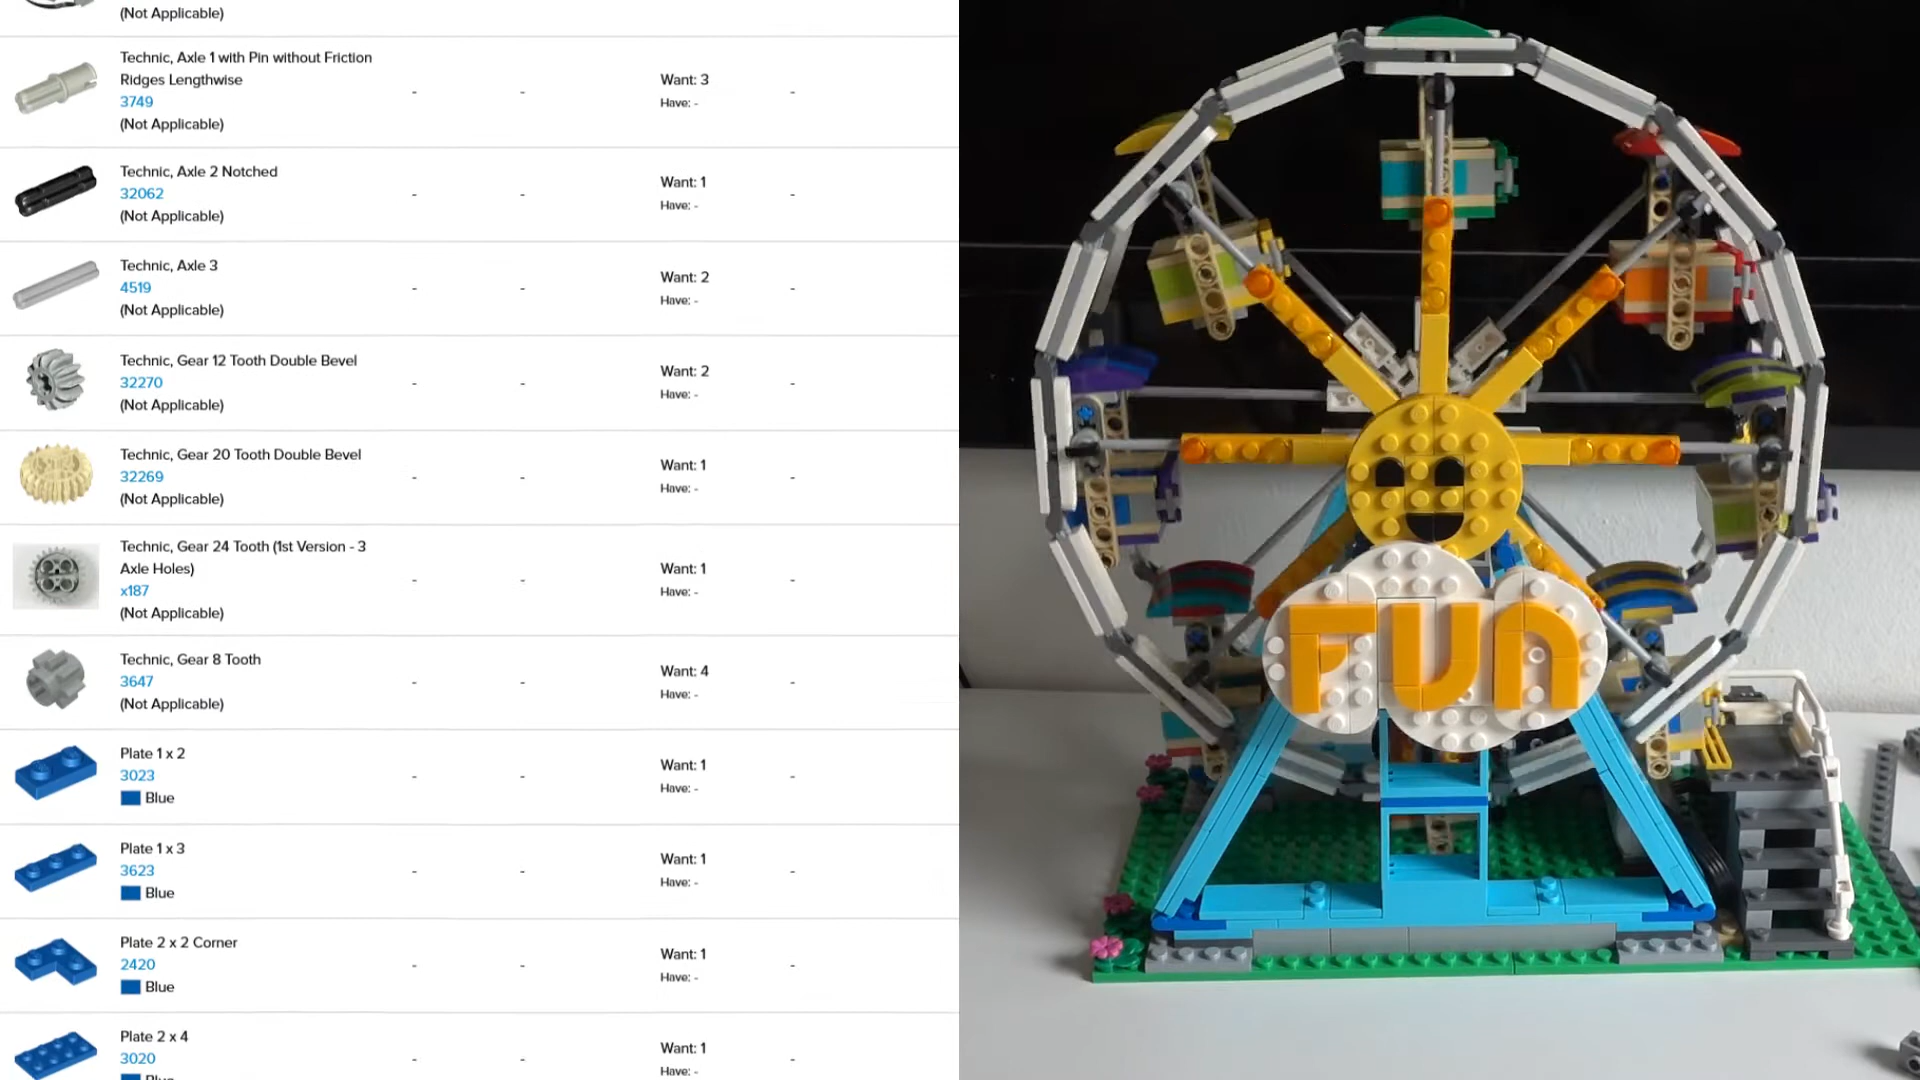 (Not Applicable)
Technic, Axle 1 with Pin without Friction
Ridges Lengthwise
3749
(Not Applicable)
-
-
Want: 3
Have: -
-
Technic, Axle 2 Notched
32062
(Not Applicable)
-
-
Want: 1
Have: -
-
Technic, Axle 3
4519
(Not Applicable)
-
-
Want: 2
Have: -
-
Technic, Gear 12 Tooth Double Bevel
32270
(Not Applicable)
-
-
Want: 2
Have: -
-
Technic, Gear 20 Tooth Double Bevel
32269
(Not Applicable)
-
-
Want: 1
Have: -
-
Technic, Gear 24 Tooth (1st Version - 3
Axle Holes)
x187
(Not Applicable)
-
-
Want: 1
Have: -
-
Technic, Gear 8 Tooth
3647
(Not Applicable)
-
-
Want: 4
Have: -
-
Plate 1 x 2
3023
Blue
-
-
Want: 1
Have: -
-
Plate 1 x 3
3623
Blue
-
-
Want: 1
Have: -
-
Plate 2 x 2 Corner
2420
Blue
-
-
Want: 1
Have: -
-
Plate 2 x 4
3020
Blue
-
-
Want: 1
Have: -
-
FUN